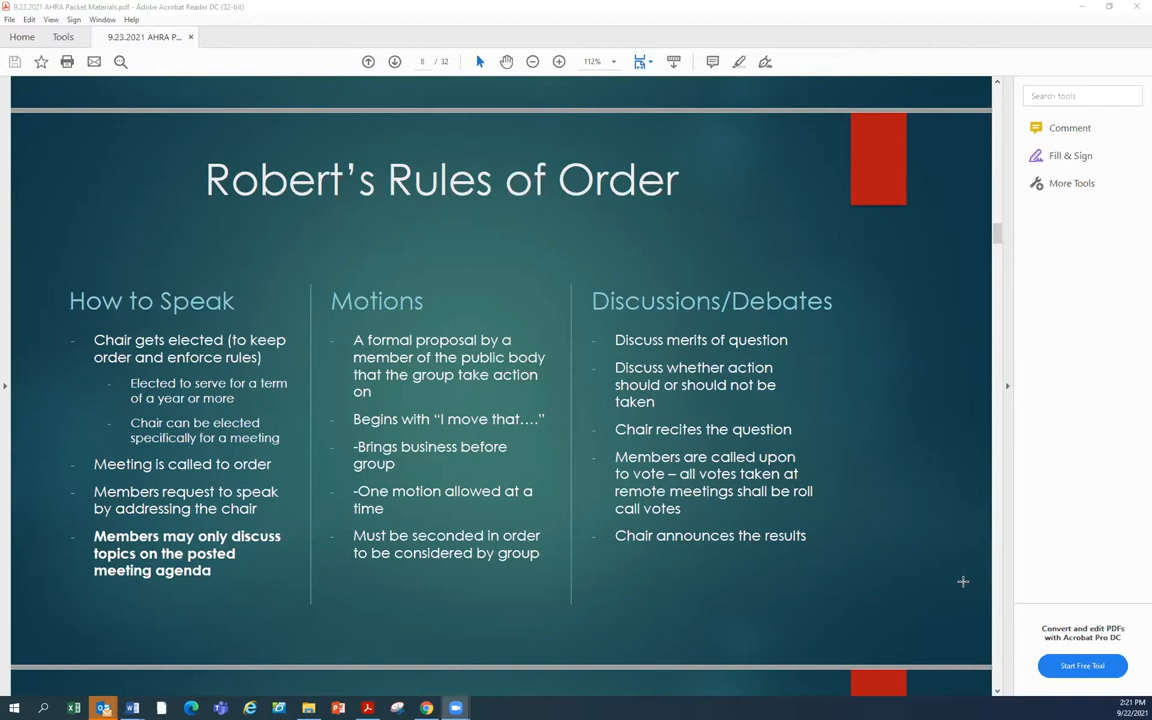 9.23.2021 AHRA Packet Materials.pdf - Adobe Acrobat Reader DC (32-bit)
File Edit View Sign Window Help
Home Tools 9.23.2021 AHRA P... ×
8 / 32 112%
Search tools
Comment
Fill & Sign
More Tools
Robert's Rules of Order
How to Speak
- Chair gets elected (to keep
order and enforce rules)
- Elected to serve for a term
of a year or more
- Chair can be elected
specifically for a meeting
- Meeting is called to order
- Members request to speak
by addressing the chair
- Members may only discuss
topics on the posted
meeting agenda
Motions
- A formal proposal by a
member of the public body
that the group take action
on
- Begins with “I move that….”
- -Brings business before
group
- -One motion allowed at a
time
- Must be seconded in order
to be considered by group
Discussions/Debates
- Discuss merits of question
- Discuss whether action
should or should not be
taken
- Chair recites the question
- Members are called upon
to vote – all votes taken at
remote meetings shall be roll
call votes
- Chair announces the results
Convert and edit PDFs
with Acrobat Pro DC
Start Free Trial
2:21 PM
9/22/2021